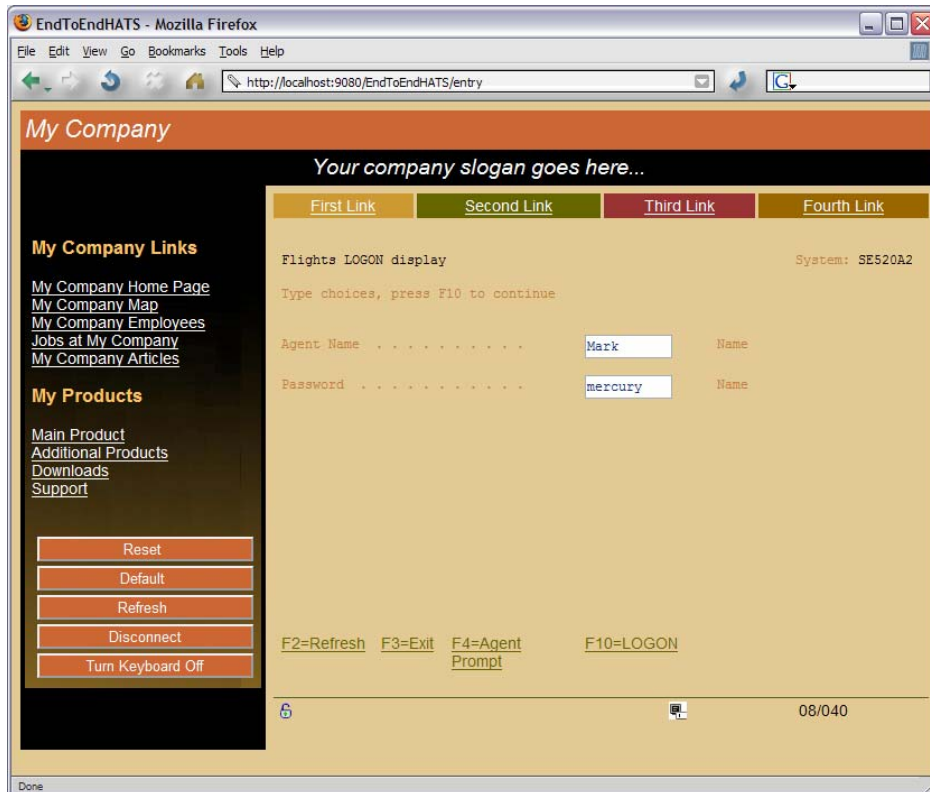 EndToEndHATS - Mozilla Firefox
File Edit View Go Bookmarks Tools Help
http://localhost:9080/EndToEndHATS/entry
G
My Company
Your company slogan goes here...
First Link Second Link Third Link Fourth Link
My Company Links
My Company Home Page
My Company Map
My Company Employees
Jobs at My Company
My Company Articles
My Products
Main Product
Additional Products
Downloads
Support
Reset
Default
Refresh
Disconnect
Turn Keyboard Off
Flights LOGON display System: SE520A2
Type choices, press F10 to continue
Agent Name . . . . . . . . . . Mark Name
Password . . . . . . . . . . . mercury Name
F2=Refresh F3=Exit F4=Agent Prompt F10=LOGON
08/040
Done